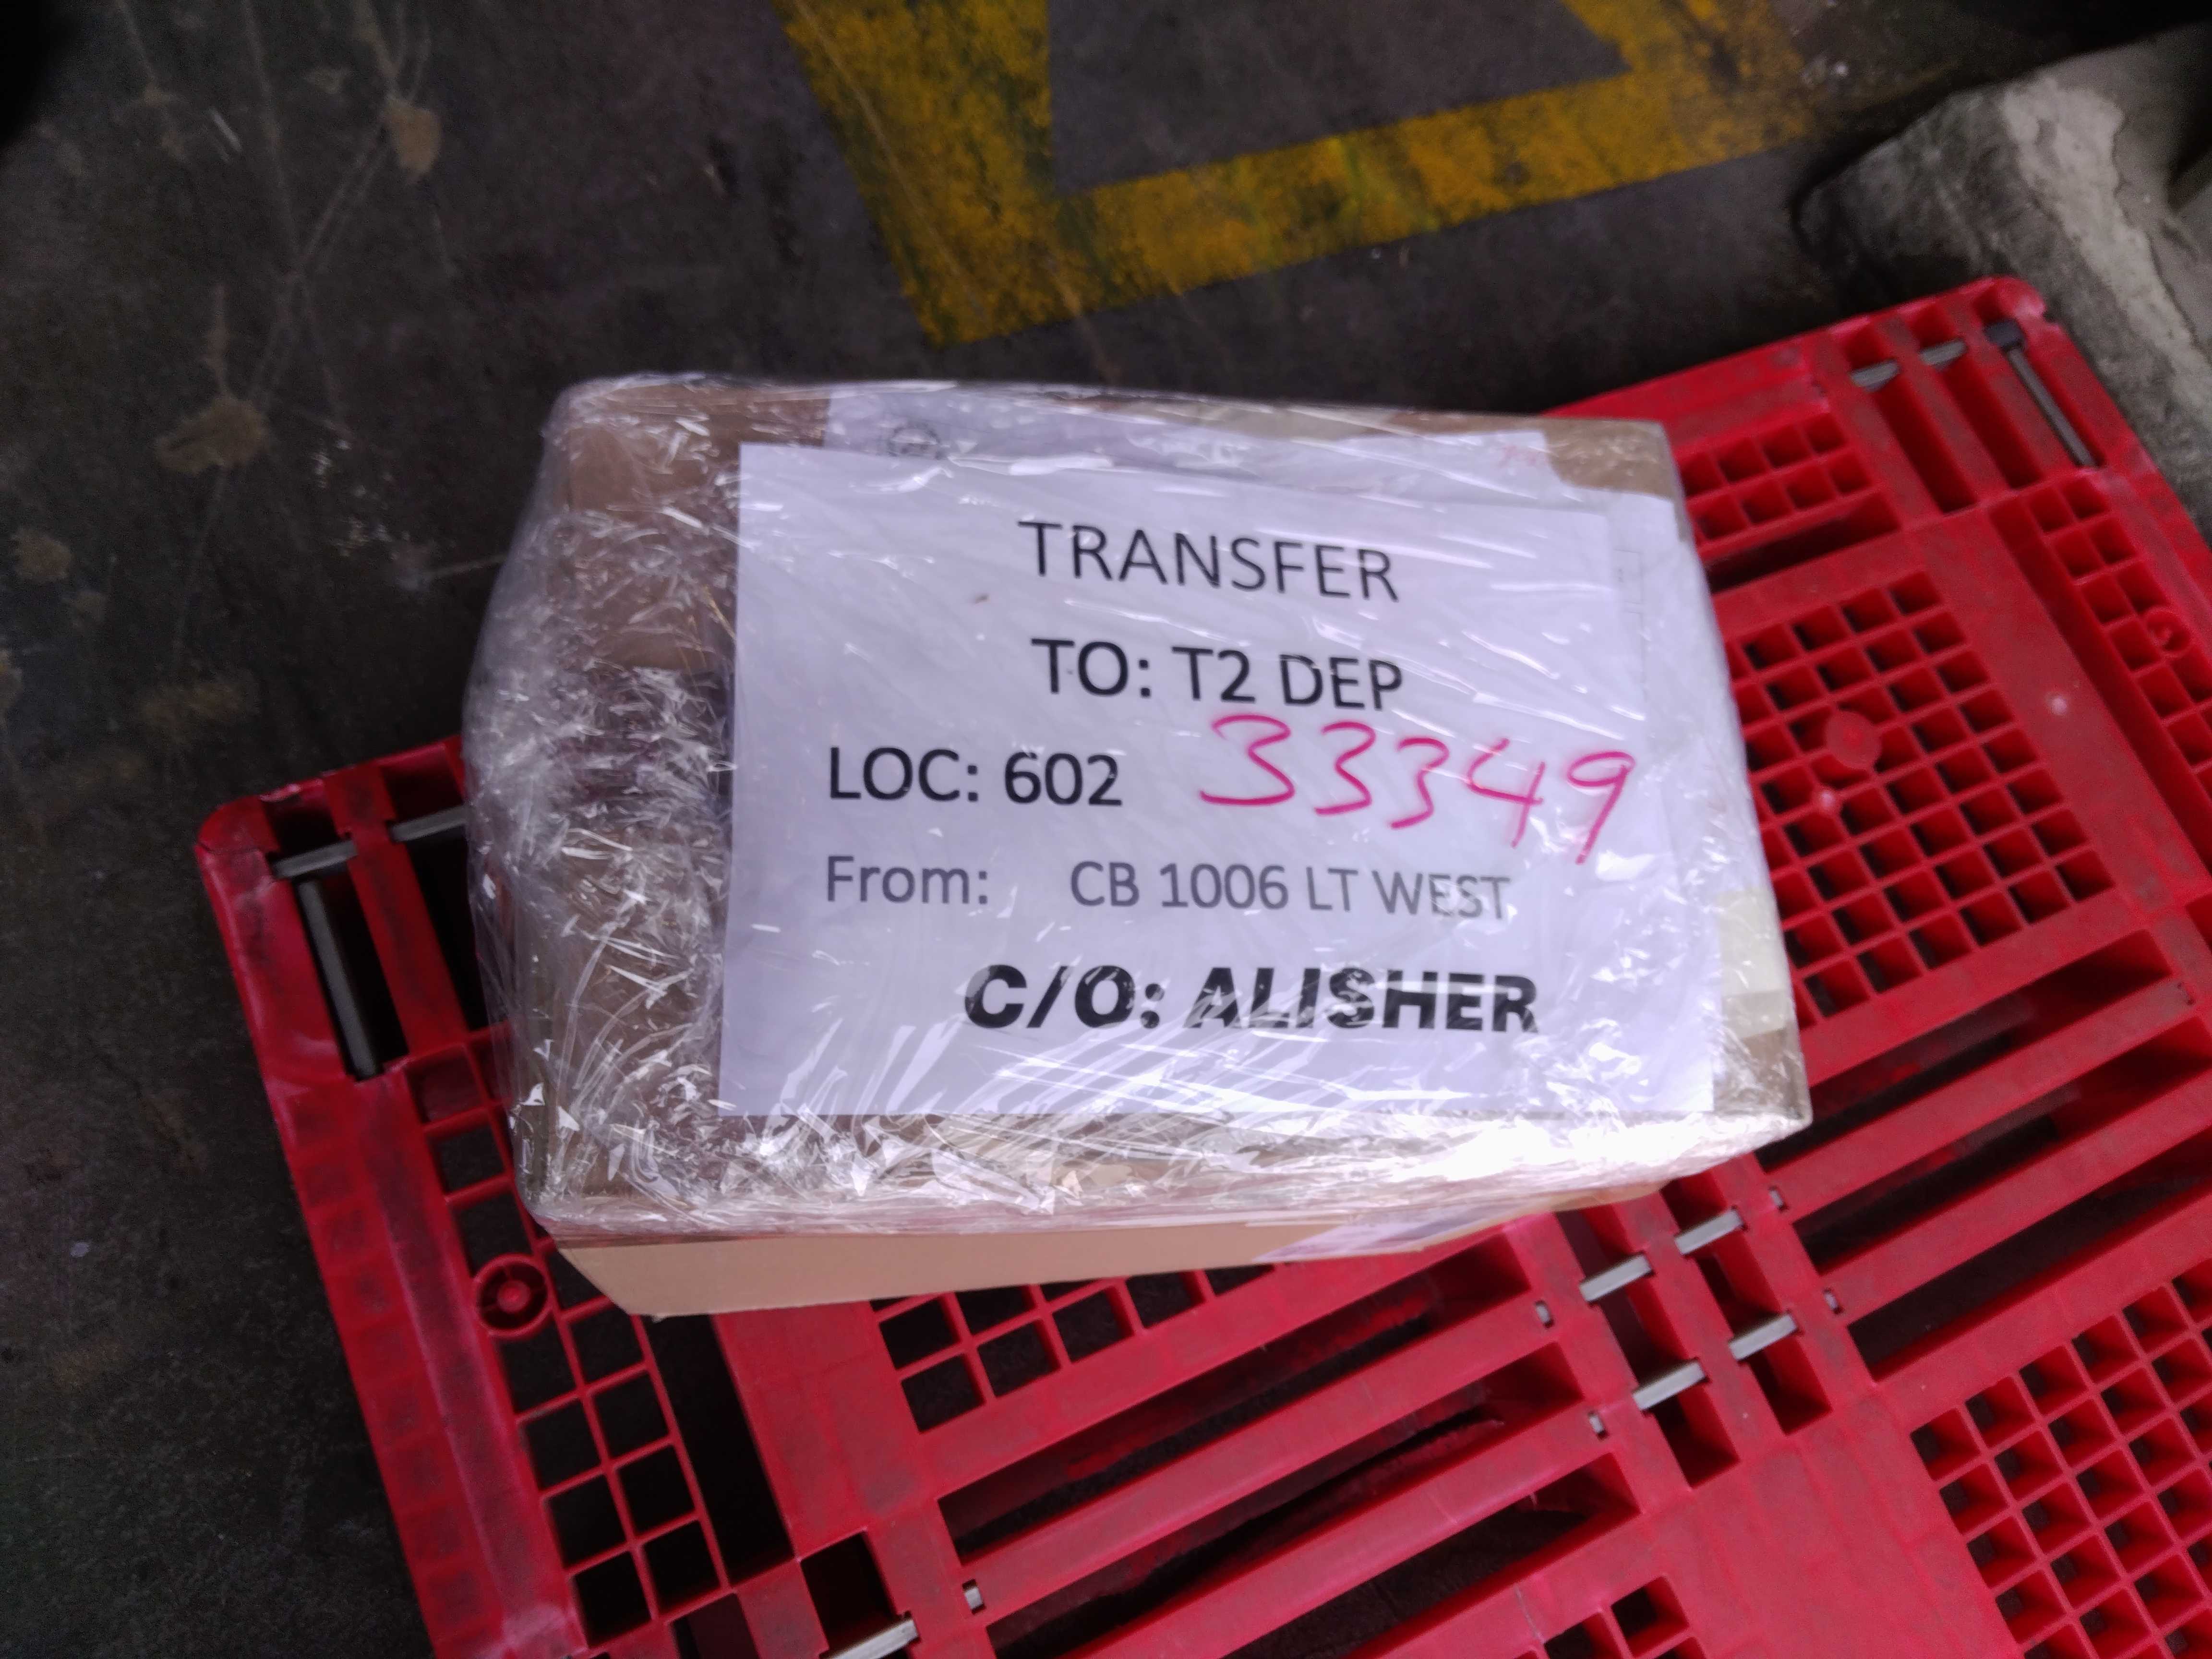 TRANSFER
TO: T2 DEP
LOC: 602 33349
From: CB 1006 LT WEST
C/O: ALISHER